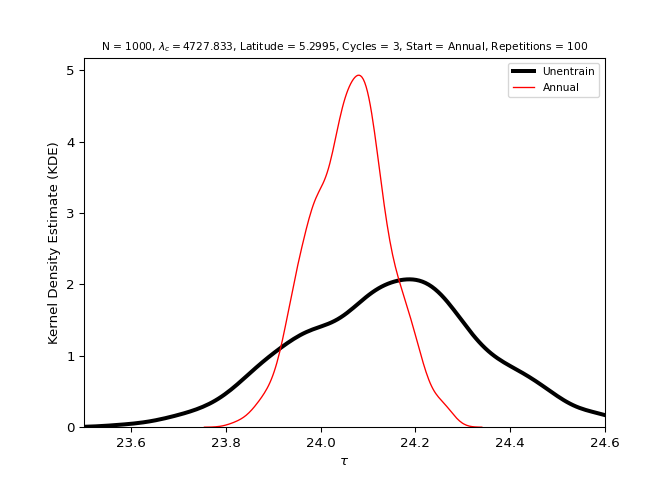 N = 1000, λc = 4727.833, Latitude = 5.2995, Cycles = 3, Start = Annual, Repetitions = 100
Unentrain
Annual
Kernel Density Estimate (KDE)
5
4
3
2
1
0
23.6 23.8 24.0 24.2 24.4 24.6
τ